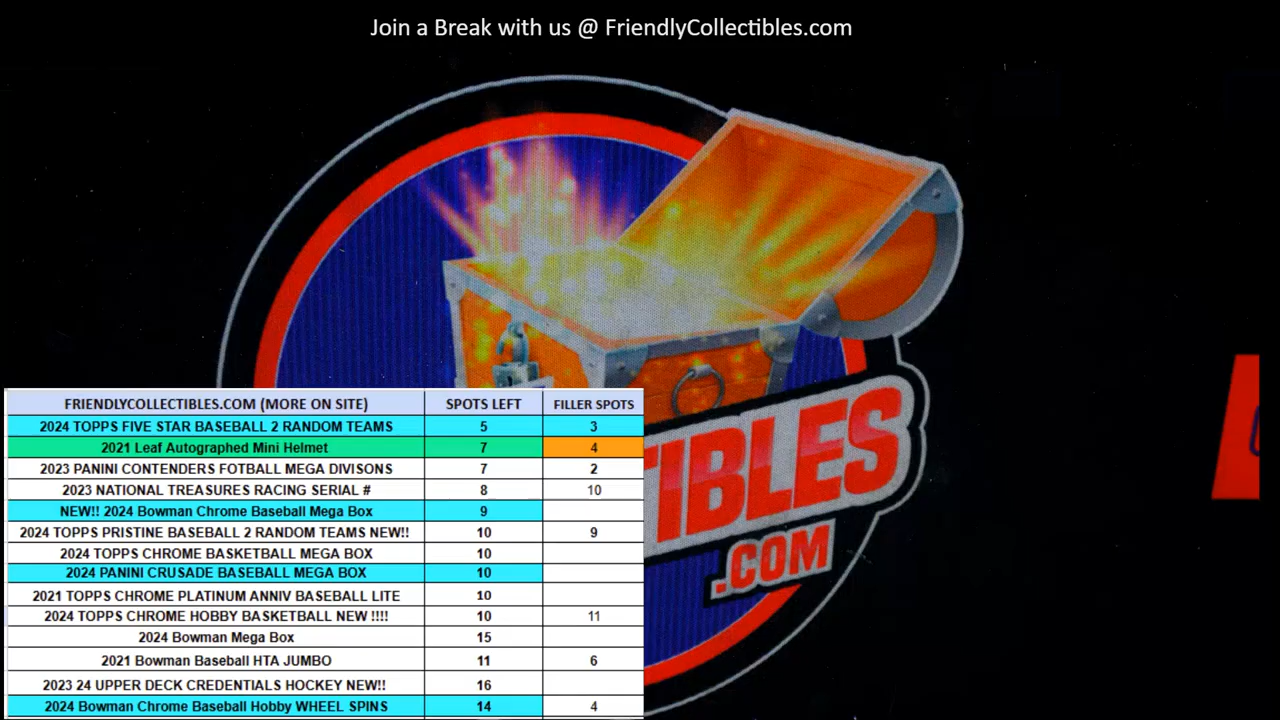 Join a Break with us @ FriendlyCollectibles.com
TIBLES
.COM
FRIENDLYCOLLECTIBLES.COM (MORE ON SITE) SPOTS LEFT FILLER SPOTS
2024 TOPPS FIVE STAR BASEBALL 2 RANDOM TEAMS 5 3
2021 Leaf Autographed Mini Helmet 7 4
2023 PANINI CONTENDERS FOTBALL MEGA DIVISONS 7 2
2023 NATIONAL TREASURES RACING SERIAL # 8 10
NEW!! 2024 Bowman Chrome Baseball Mega Box 9
2024 TOPPS PRISTINE BASEBALL 2 RANDOM TEAMS NEW!! 10 9
2024 TOPPS CHROME BASKETBALL MEGA BOX 10
2024 PANINI CRUSADE BASEBALL MEGA BOX 10
2021 TOPPS CHROME PLATINUM ANNIV BASEBALL LITE 10
2024 TOPPS CHROME HOBBY BASKETBALL NEW !!!! 10 11
2024 Bowman Mega Box 15
2021 Bowman Baseball HTA JUMBO 11 6
2023 24 UPPER DECK CREDENTIALS HOCKEY NEW!! 16
2024 Bowman Chrome Baseball Hobby WHEEL SPINS 14 4